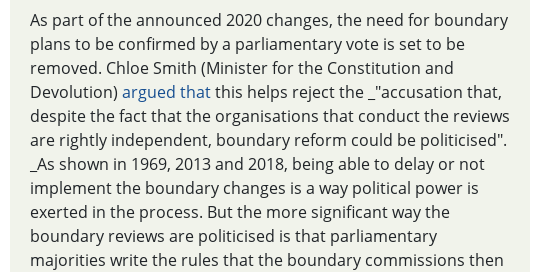 As part of the announced 2020 changes, the need for boundary
plans to be confirmed by a parliamentary vote is set to be
removed. Chloe Smith (Minister for the Constitution and
Devolution) argued that this helps reject the _"accusation that,
despite the fact that the organisations that conduct the reviews
are rightly independent, boundary reform could be politicised".
_As shown in 1969, 2013 and 2018, being able to delay or not
implement the boundary changes is a way political power is
exerted in the process. But the more significant way the
boundary reviews are politicised is that parliamentary
majorities write the rules that the boundary commissions then